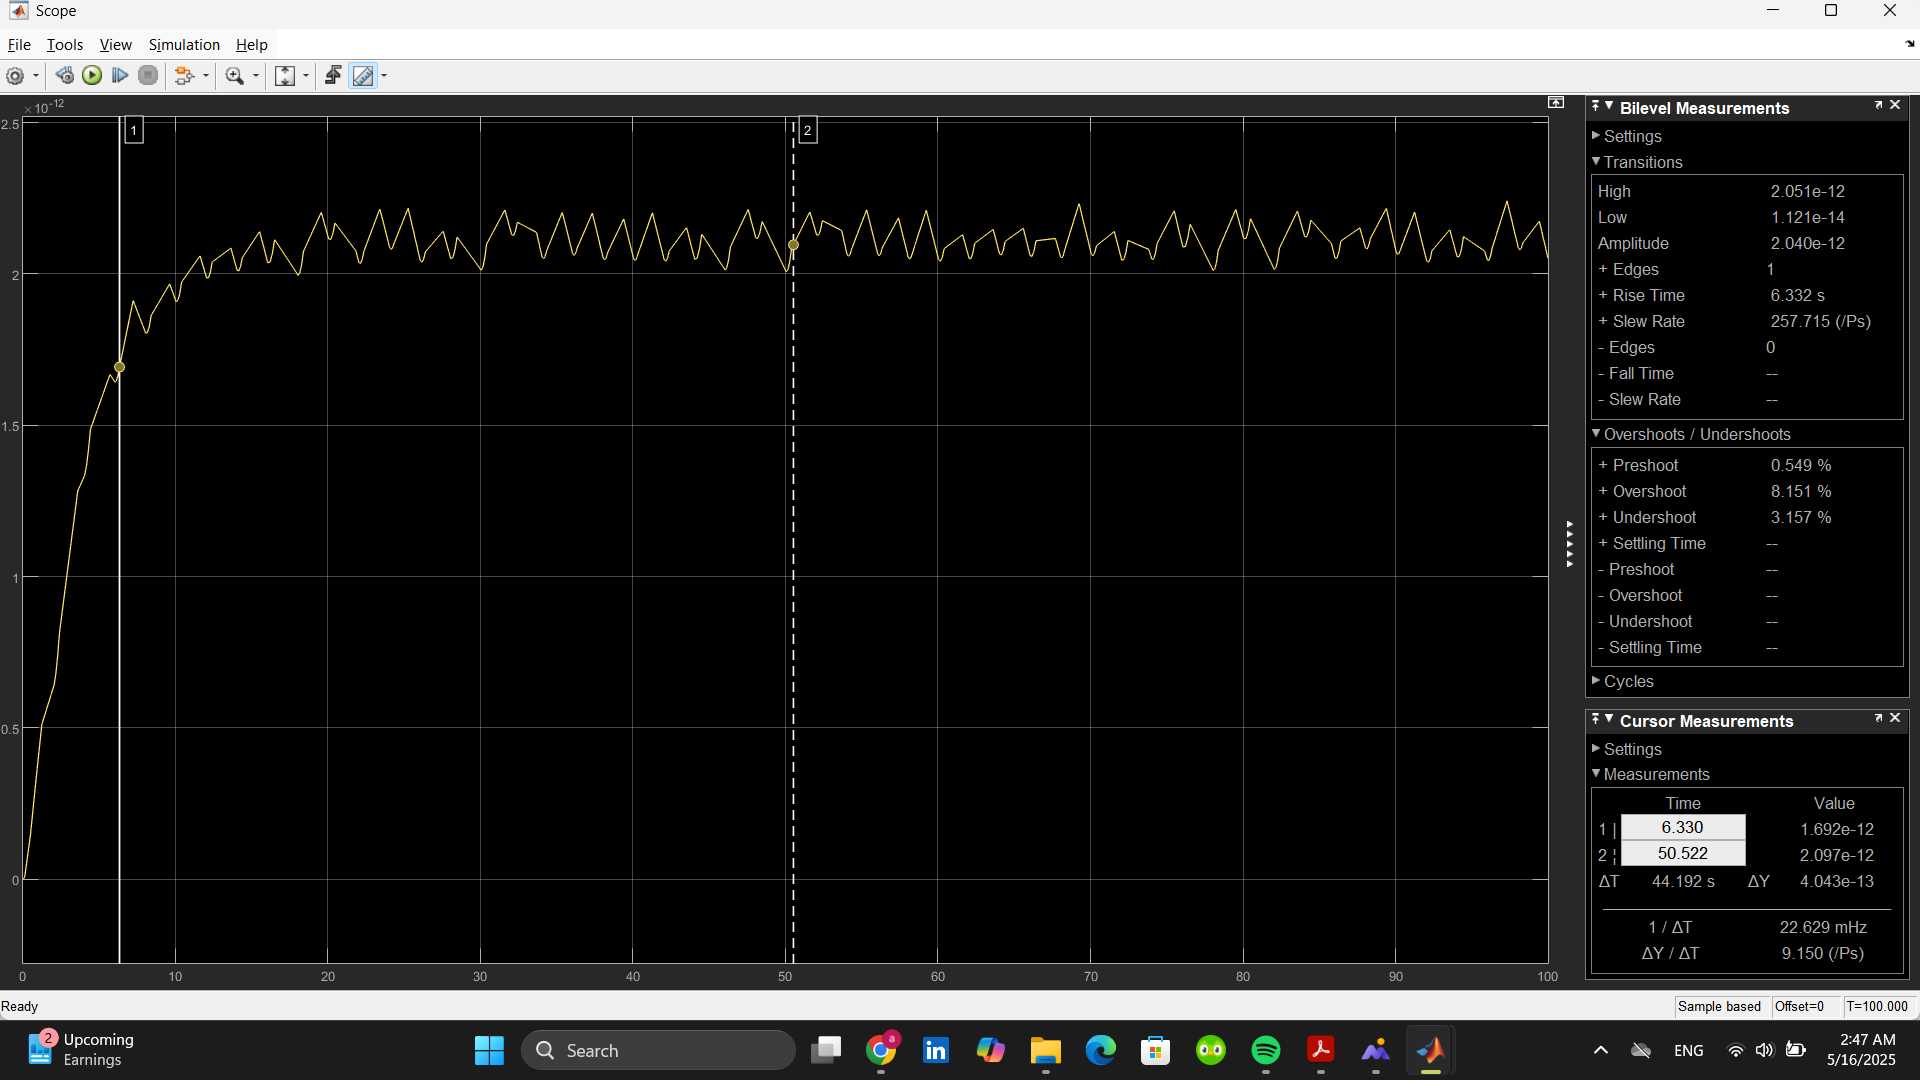 Scope
File Tools View Simulation Help
×10-12
2.5
2
1.5
1
0.5
0
1
2
0 10 20 30 40 50 60 70 80 90 100
Bilevel Measurements
Settings
Transitions
High 2.051e-12
Low 1.121e-14
Amplitude 2.040e-12
+ Edges 1
+ Rise Time 6.332 s
+ Slew Rate 257.715 (/Ps)
- Edges 0
- Fall Time --
- Slew Rate --
Overshoots / Undershoots
+ Preshoot 0.549 %
+ Overshoot 8.151 %
+ Undershoot 3.157 %
+ Settling Time --
- Preshoot --
- Overshoot --
- Undershoot --
- Settling Time --
Cycles
Cursor Measurements
Settings
Measurements
Time Value
1 | 6.330 1.692e-12
2 ¦ 50.522 2.097e-12
ΔT 44.192 s ΔY 4.043e-13
1 / ΔT 22.629 mHz
ΔY / ΔT 9.150 (/Ps)
Ready
Sample based Offset=0 T=100.000
2
Upcoming
Earnings
Search
a
in
ENG
2:47 AM
5/16/2025